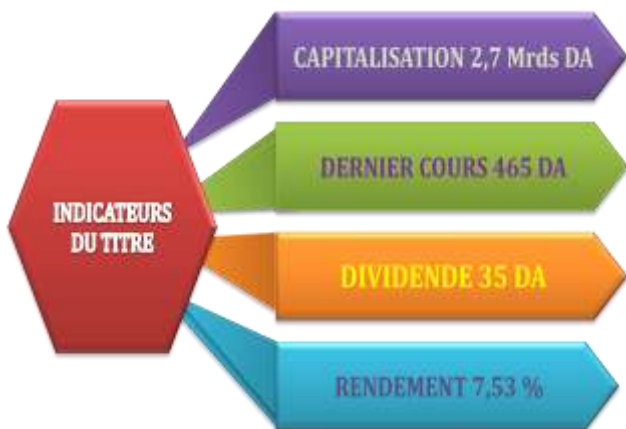 CAPITALISATION 2,7 Mrds DA
DERNIER COURS 465 DA
INDICATEURS
DU TITRE
DIVIDENDE 35 DA
RENDEMENT 7,53 %